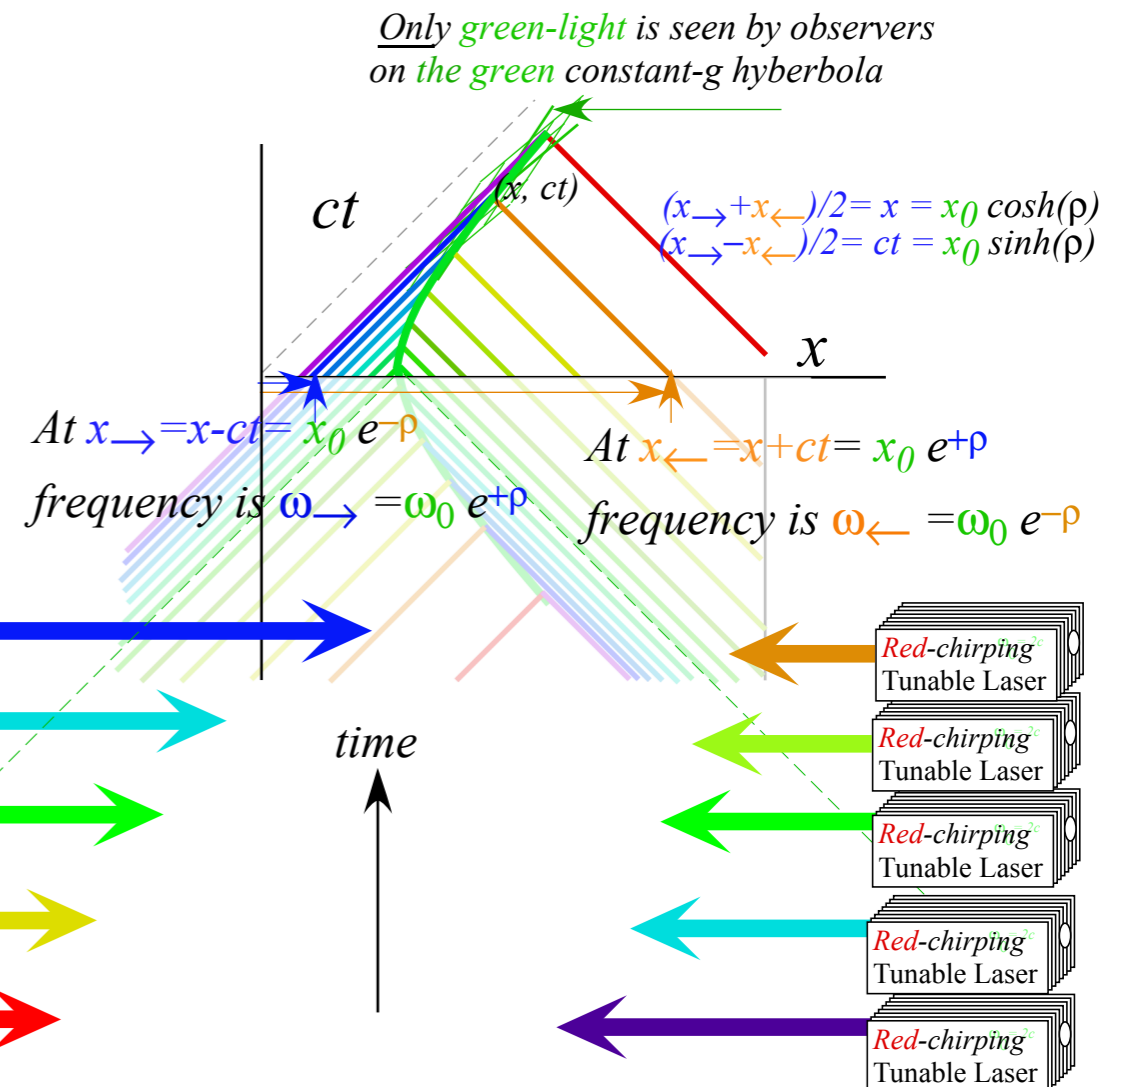 Only green-light is seen by observers
on the green constant-g hyberbola
ct
(x, ct)
(x→+x←)/2= x = x0 cosh(ρ)
(x→−x←)/2= ct = x0 sinh(ρ)
x
At x→=x-ct= x0 e−ρ
frequency is ω→ =ω0 e+ρ
At x←=x+ct= x0 e+ρ
frequency is ω← =ω0 e−ρ
time
Red-chirping
Tunable Laser
Red-chirping
Tunable Laser
Red-chirping
Tunable Laser
Red-chirping
Tunable Laser
Red-chirping
Tunable Laser